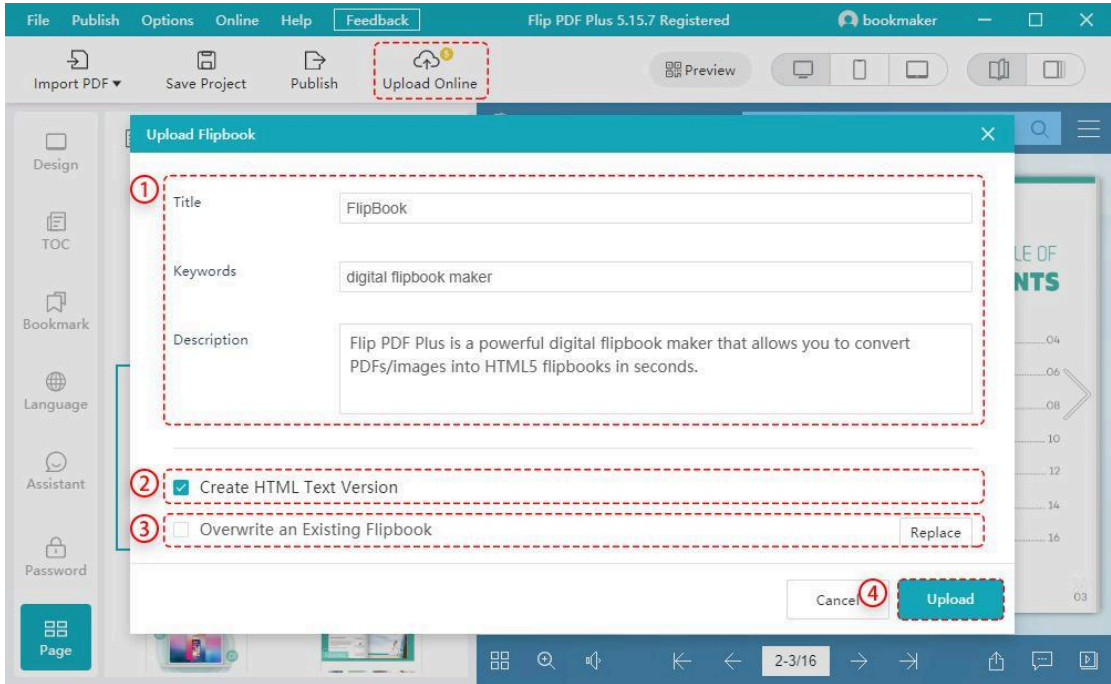 File Publish Options Online Help Feedback Flip PDF Plus 5.15.7 Registered bookmaker
Import PDF Save Project Publish Upload Online Preview
Upload Flipbook
Design
TOC
Bookmark
Language
Assistant
Password
Page
1
Title FlipBook
Keywords digital flipbook maker
Description Flip PDF Plus is a powerful digital flipbook maker that allows you to convert
PDFs/images into HTML5 flipbooks in seconds.
2 Create HTML Text Version
3 Overwrite an Existing Flipbook Replace
Cancel 4 Upload
LE OF
NTS
04
06
08
10
12
14
16
03
2-3/16